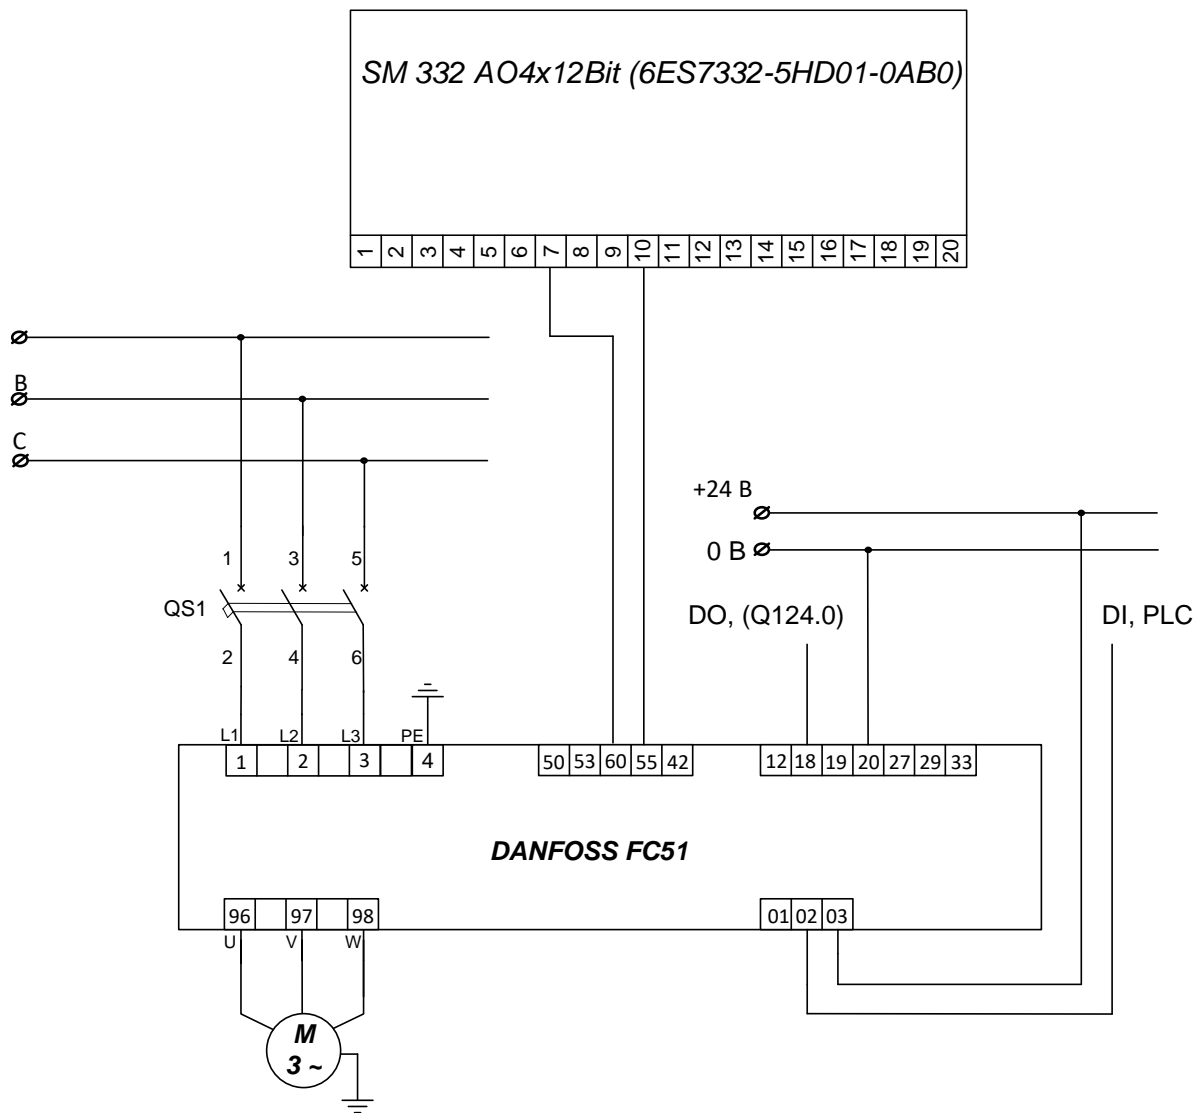 SM 332 AO4x12Bit (6ES7332-5HD01-0AB0)
1 2 3 4 5 6 7 8 9 10 11 12 13 14 15 16 17 18 19 20
B
C
+24 В
0 В
1 3 5
QS1
2 4 6
DO, (Q124.0)
DI, PLC
L1 L2 L3 PE
1 2 3 4
50 53 60 55 42
12 18 19 20 27 29 33
DANFOSS FC51
96 97 98
01 02 03
U V W
M
3 ~